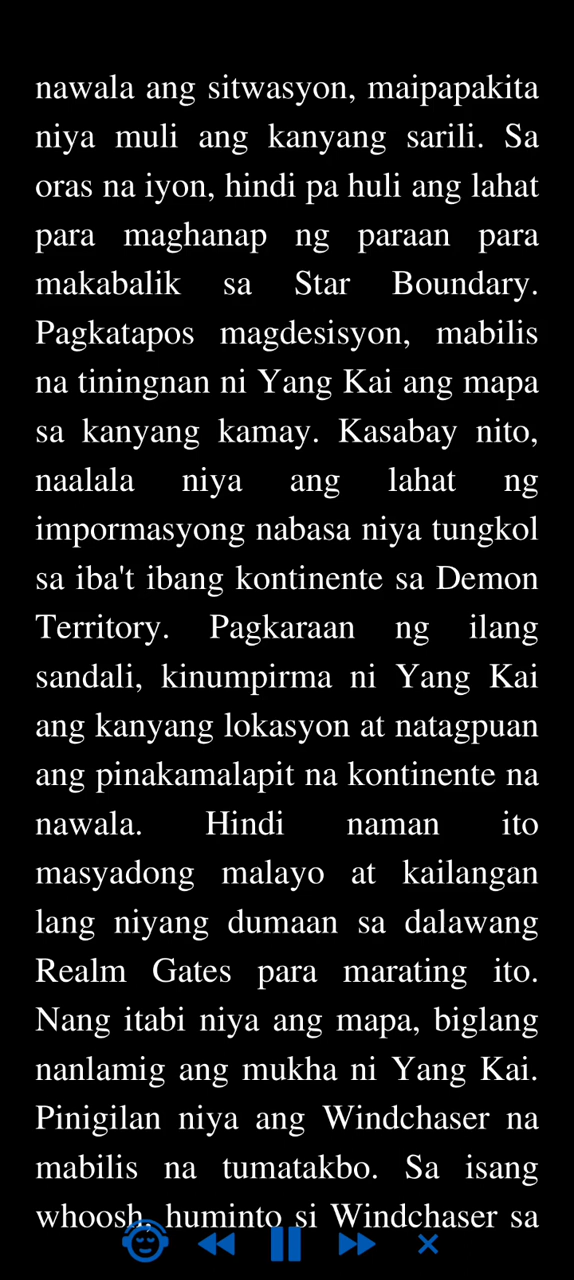 nawala ang sitwasyon, maipapakita
niya muli ang kanyang sarili. Sa
oras na iyon, hindi pa huli ang lahat
para maghanap ng paraan para
makabalik sa Star Boundary.
Pagkatapos magdesisyon, mabilis
na tiningnan ni Yang Kai ang mapa
sa kanyang kamay. Kasabay nito,
naalala niya ang lahat ng
impormasyong nabasa niya tungkol
sa iba't ibang kontinente sa Demon
Territory. Pagkaraan ng ilang
sandali, kinumpirma ni Yang Kai
ang kanyang lokasyon at natagpuan
ang pinakamalapit na kontinente na
nawala. Hindi naman ito
masyadong malayo at kailangan
lang niyang dumaan sa dalawang
Realm Gates para marating ito.
Nang itabi niya ang mapa, biglang
nanlamig ang mukha ni Yang Kai.
Pinigilan niya ang Windchaser na
mabilis na tumatakbo. Sa isang
whoosh, huminto si Windchaser sa